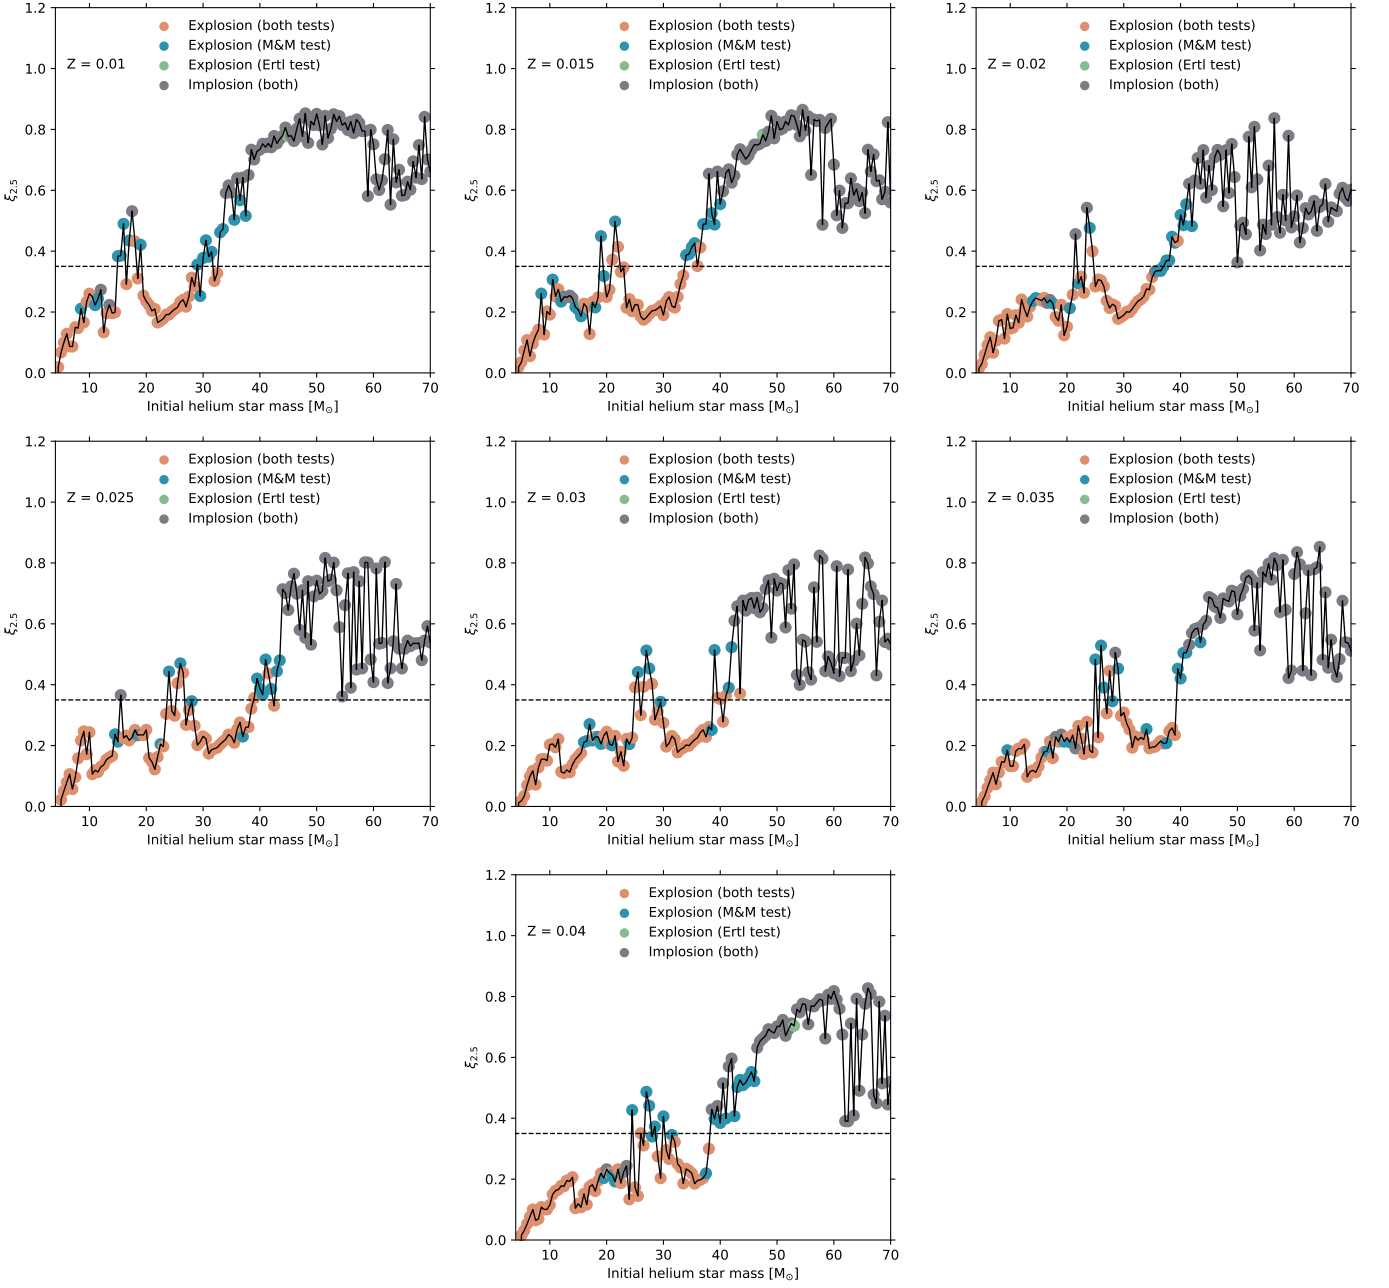 Z = 0.01
Explosion (both tests)
Explosion (M&M test)
Explosion (Ertl test)
Implosion (both)
1.2
1.0
0.8
0.6
0.4
0.2
0.0
ξ2.5
10 20 30 40 50 60 70
Initial helium star mass [M⊙]
Z = 0.015
Explosion (both tests)
Explosion (M&M test)
Explosion (Ertl test)
Implosion (both)
1.2
1.0
0.8
0.6
0.4
0.2
0.0
ξ2.5
10 20 30 40 50 60 70
Initial helium star mass [M⊙]
Z = 0.02
Explosion (both tests)
Explosion (M&M test)
Explosion (Ertl test)
Implosion (both)
1.2
1.0
0.8
0.6
0.4
0.2
0.0
ξ2.5
10 20 30 40 50 60 70
Initial helium star mass [M⊙]
Z = 0.025
Explosion (both tests)
Explosion (M&M test)
Explosion (Ertl test)
Implosion (both)
1.2
1.0
0.8
0.6
0.4
0.2
0.0
ξ2.5
10 20 30 40 50 60 70
Initial helium star mass [M⊙]
Z = 0.03
Explosion (both tests)
Explosion (M&M test)
Explosion (Ertl test)
Implosion (both)
1.2
1.0
0.8
0.6
0.4
0.2
0.0
ξ2.5
10 20 30 40 50 60 70
Initial helium star mass [M⊙]
Z = 0.035
Explosion (both tests)
Explosion (M&M test)
Explosion (Ertl test)
Implosion (both)
1.2
1.0
0.8
0.6
0.4
0.2
0.0
ξ2.5
10 20 30 40 50 60 70
Initial helium star mass [M⊙]
Z = 0.04
Explosion (both tests)
Explosion (M&M test)
Explosion (Ertl test)
Implosion (both)
1.2
1.0
0.8
0.6
0.4
0.2
0.0
ξ2.5
10 20 30 40 50 60 70
Initial helium star mass [M⊙]